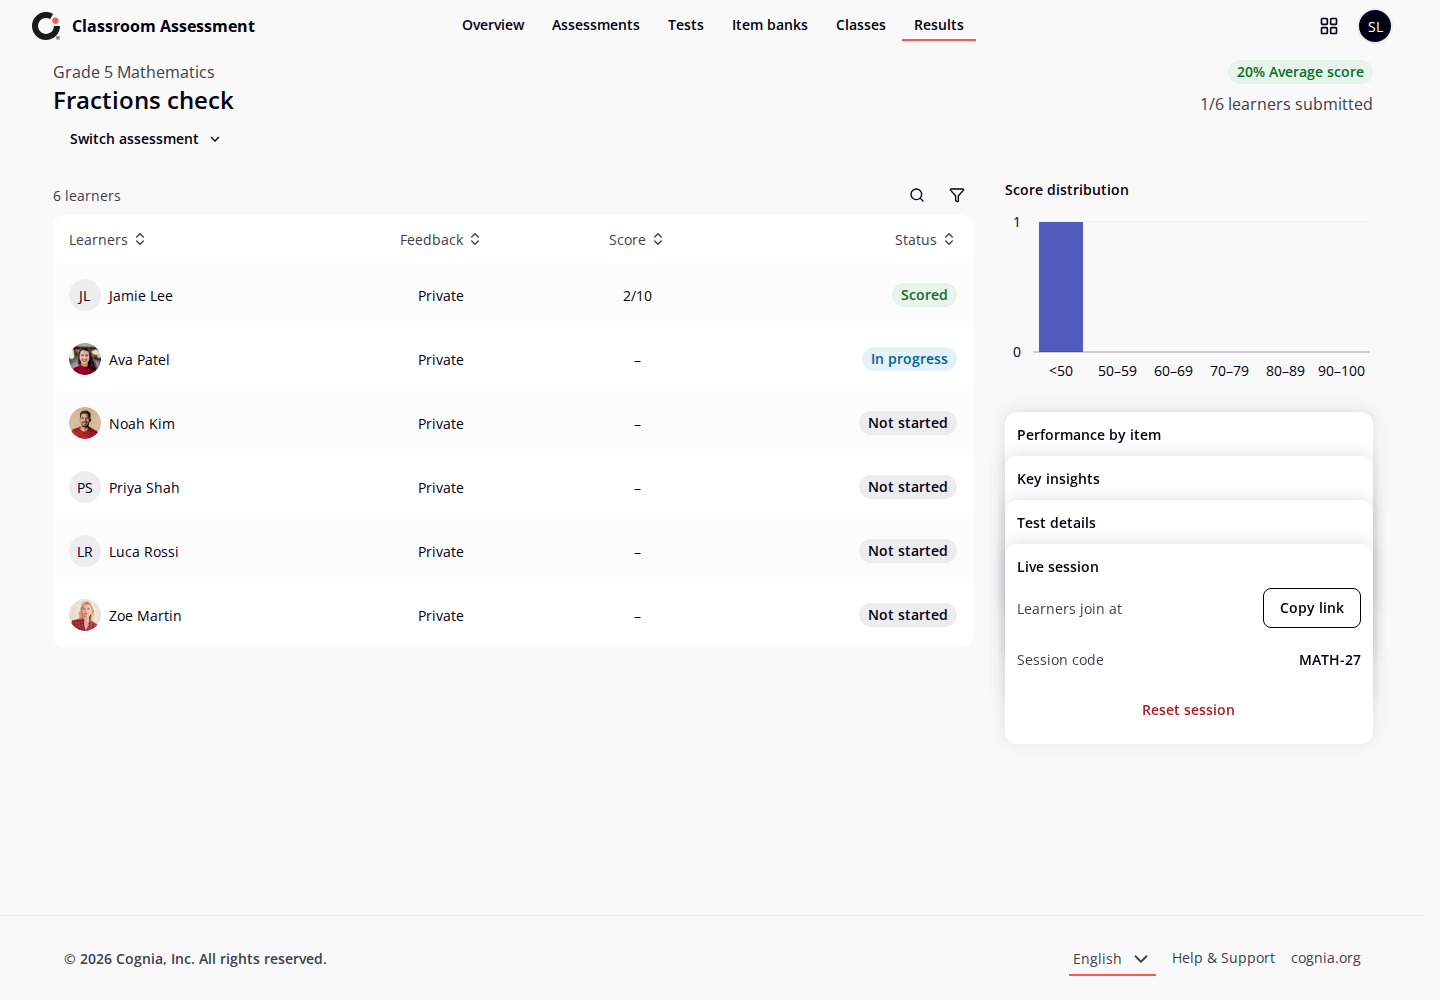 Classroom Assessment
Overview
Assessments
Tests
Item banks
Classes
Results
SL
Grade 5 Mathematics
Fractions check
Switch assessment
20% Average score
1/6 learners submitted
6 learners
Learners Feedback Score Status
JL Jamie Lee Private 2/10 Scored
Ava Patel Private – In progress
Noah Kim Private – Not started
PS Priya Shah Private – Not started
LR Luca Rossi Private – Not started
Zoe Martin Private – Not started
Score distribution
1
0
<50 50–59 60–69 70–79 80–89 90–100
Performance by item
Key insights
Test details
Live session
Learners join at Copy link
Session code MATH-27
Reset session
© 2026 Cognia, Inc. All rights reserved.
English
Help & Support
cognia.org